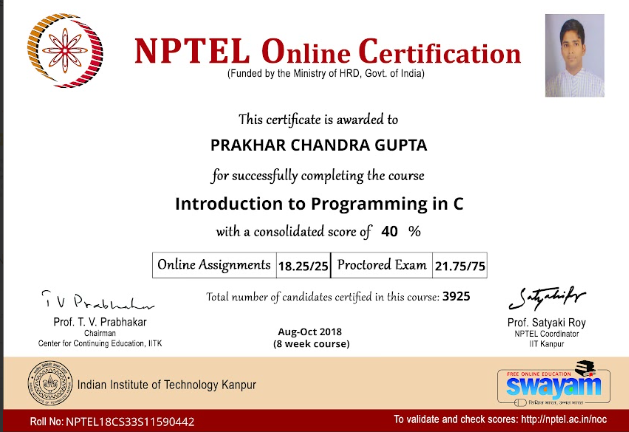 NPTEL Online Certification
(Funded by the Ministry of HRD, Govt. of India)
This certificate is awarded to
PRAKHAR CHANDRA GUPTA
for successfully completing the course
Introduction to Programming in C
with a consolidated score of 40 %
Online Assignments 18.25/25 Proctored Exam 21.75/75
Total number of candidates certified in this course: 3925
T V Prabhakar
Prof. T. V. Prabhakar
Chairman
Center for Continuing Education, IITK
Aug-Oct 2018
(8 week course)
Prof. Satyaki Roy
NPTEL Coordinator
IIT Kanpur
Indian Institute of Technology Kanpur
FREE ONLINE EDUCATION
swayam
Roll No: NPTEL18CS33S11590442
To validate and check scores: http://nptel.ac.in/noc